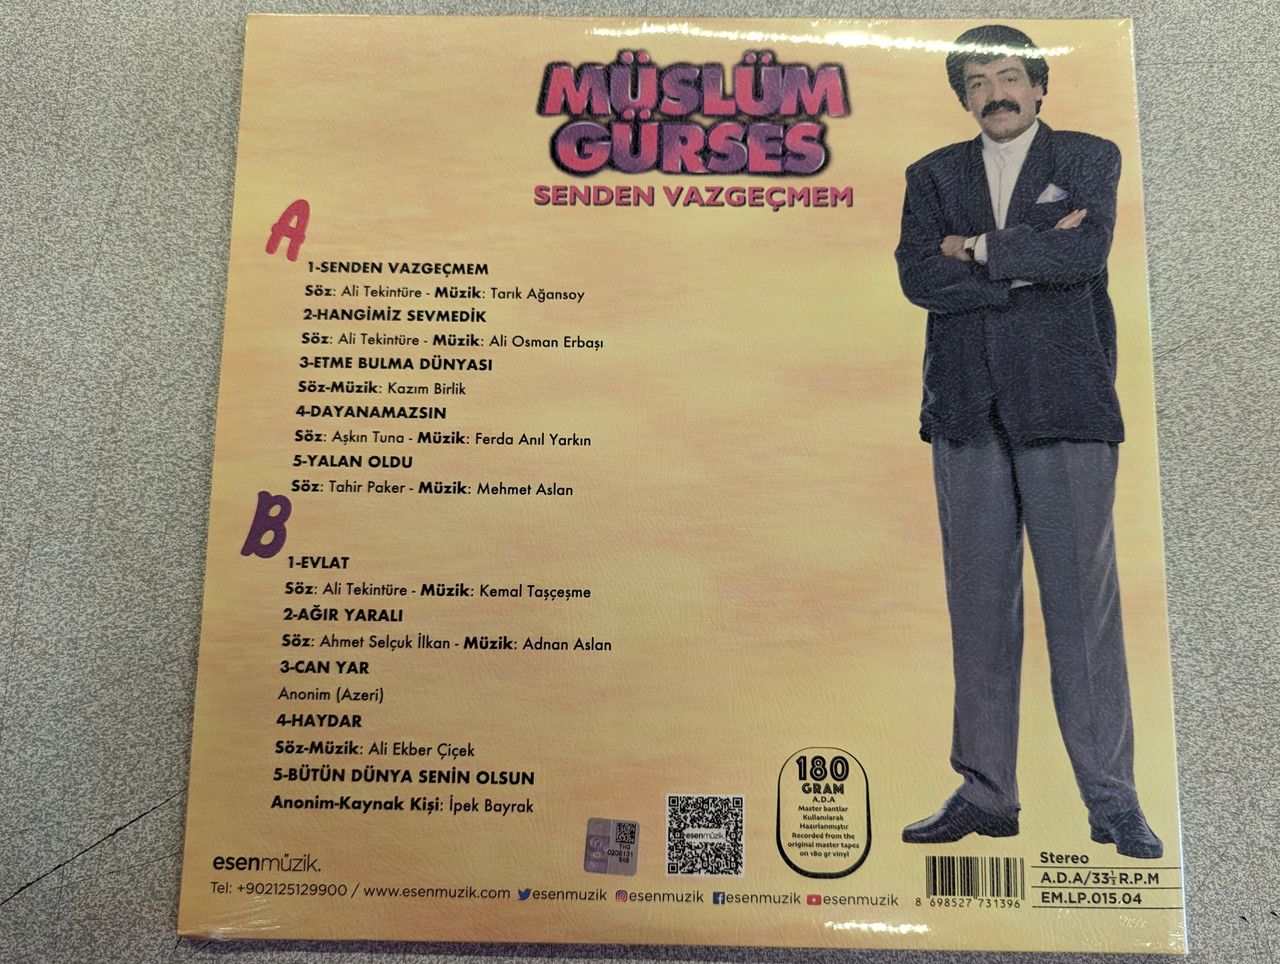 MÜSLÜM
GÜRSES
SENDEN VAZGEÇMEM
A
1-SENDEN VAZGEÇMEM
Söz: Ali Tekintüre - Müzik: Tarık Ağansoy
2-HANGİMİZ SEVMEDİK
Söz: Ali Tekintüre - Müzik: Ali Osman Erbaşı
3-ETME BULMA DÜNYASI
Söz-Müzik: Kazım Birlik
4-DAYANAMAZSIN
Söz: Aşkın Tuna - Müzik: Ferda Anıl Yarkın
5-YALAN OLDU
Söz: Tahir Paker - Müzik: Mehmet Aslan
B
1-EVLAT
Söz: Ali Tekintüre - Müzik: Kemal Taşçeşme
2-AĞIR YARALI
Söz: Ahmet Selçuk İlkan - Müzik: Adnan Aslan
3-CAN YAR
Anonim (Azeri)
4-HAYDAR
Söz-Müzik: Ali Ekber Çiçek
5-BÜTÜN DÜNYA SENİN OLSUN
Anonim-Kaynak Kişi: İpek Bayrak
esenmüzik.
Tel: +902125129900 / www.esenmuzik.com esenmuzik esenmuzik esenmuzik esenmuzik
esenmüzik
180
GRAM
A.D.A
Master bantlar
Kullanılarak
Hazırlanmıştır
Recorded from the
original master tapes
on 180 gr vinyl
8 698527 731396
Stereo
A.D.A/33⅓ R.P.M
EM.LP.015.04